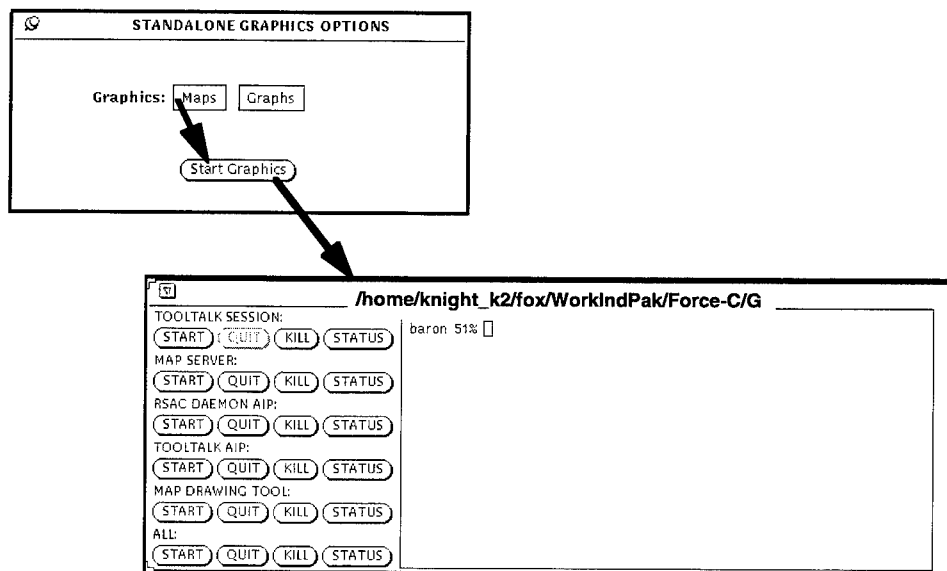 STANDALONE GRAPHICS OPTIONS
Graphics: Maps Graphs
Start Graphics
/home/knight_k2/fox/WorkIndPak/Force-C/G
TOOLTALK SESSION:
START QUIT KILL STATUS
baron 51%
MAP SERVER:
START QUIT KILL STATUS
RSAC DAEMON AIP:
START QUIT KILL STATUS
TOOLTALK AIP:
START QUIT KILL STATUS
MAP DRAWING TOOL:
START QUIT KILL STATUS
ALL:
START QUIT KILL STATUS